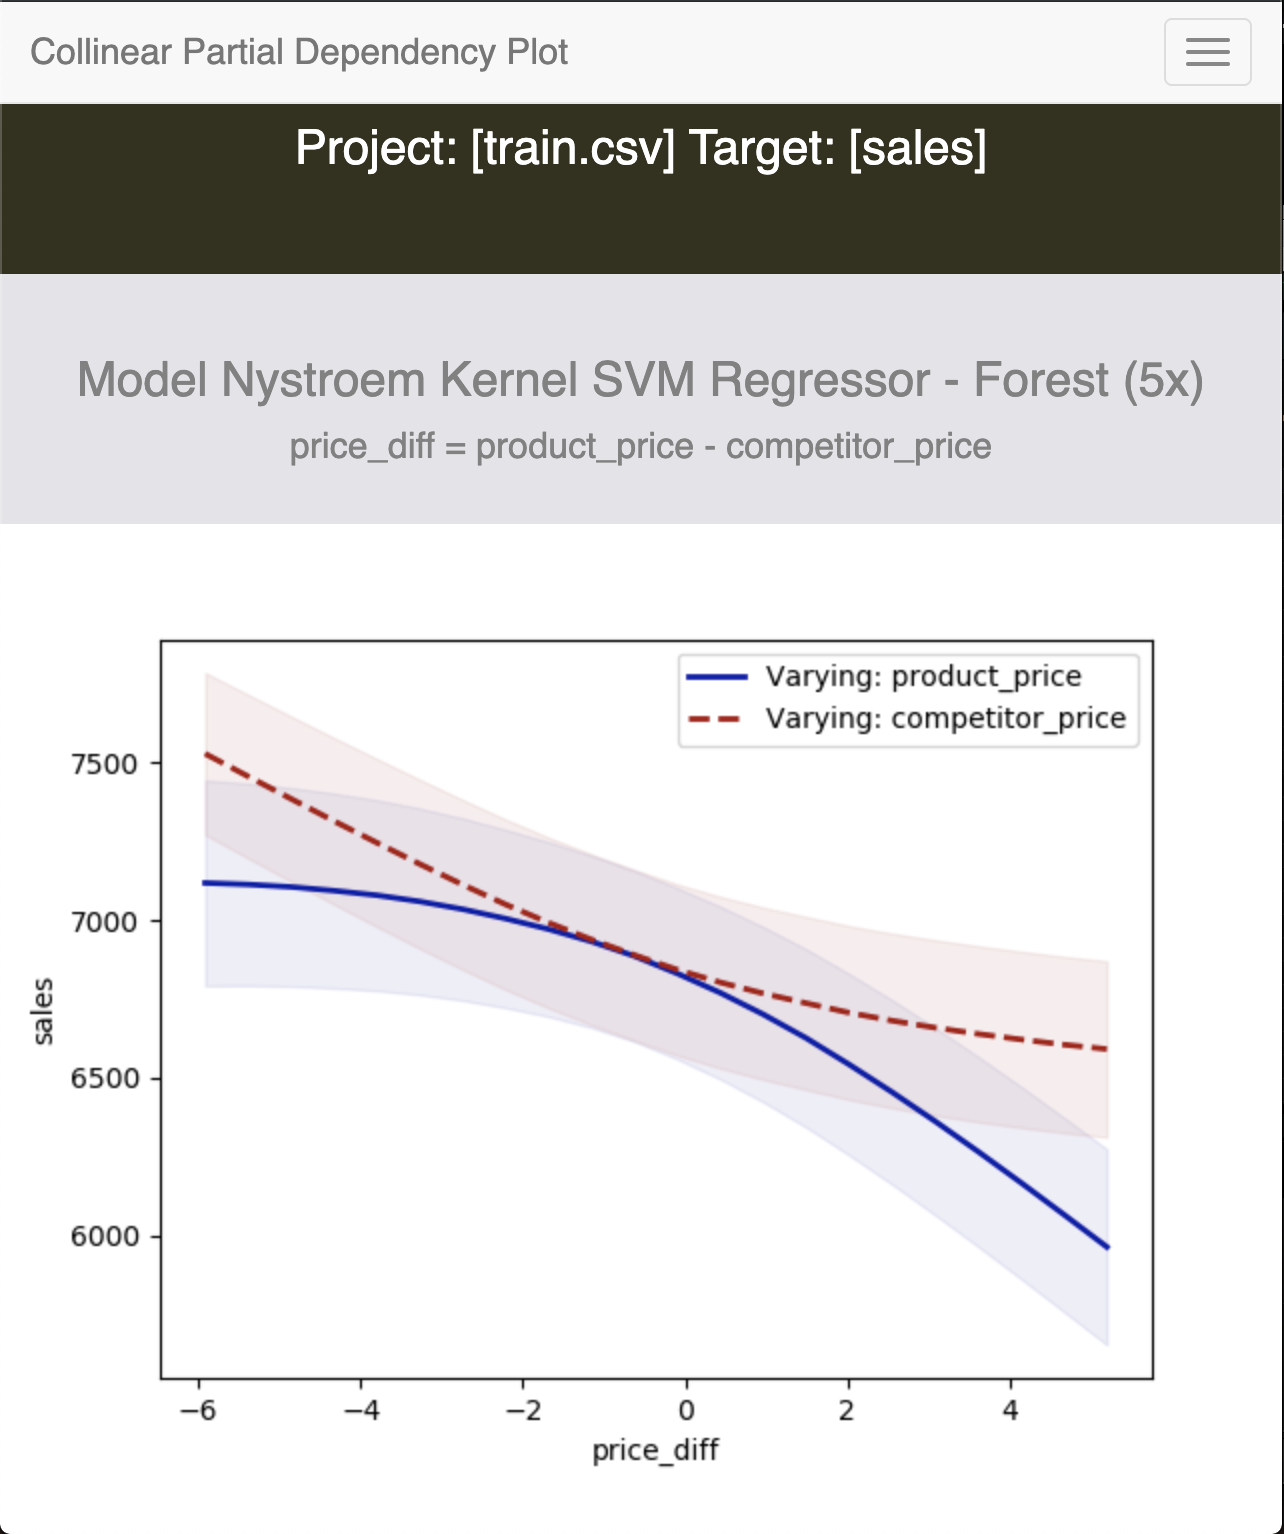 Collinear Partial Dependency Plot
Project: [train.csv] Target: [sales]
Model Nystroem Kernel SVM Regressor - Forest (5x)
price_diff = product_price - competitor_price
Varying: product_price
Varying: competitor_price
7500
7000
6500
6000
sales
−6
−4
−2
0
2
4
price_diff